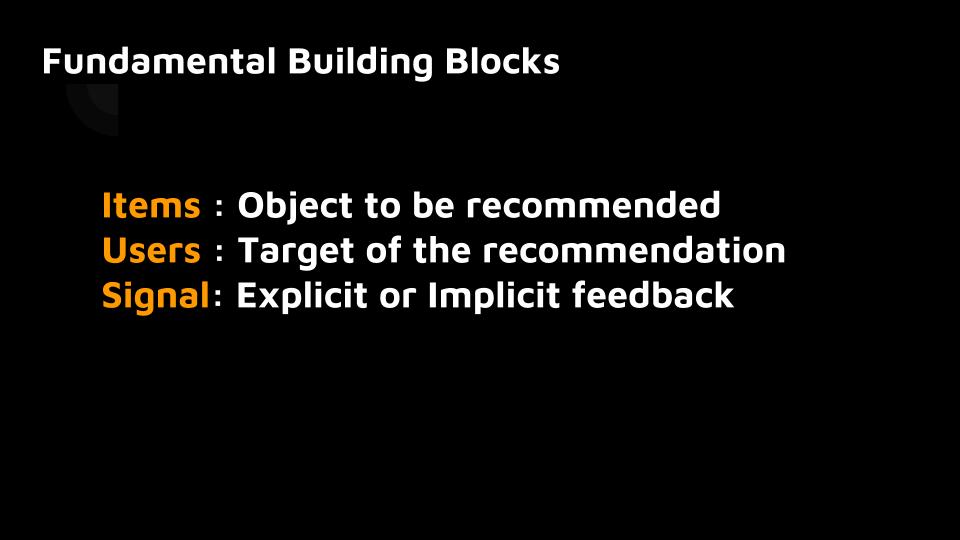 Fundamental Building Blocks
Items : Object to be recommended
Users : Target of the recommendation
Signal: Explicit or Implicit feedback